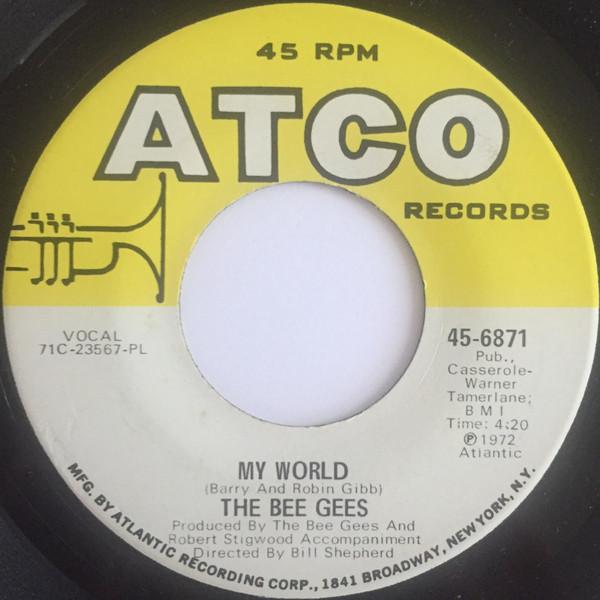 45 RPM
ATCO
RECORDS
VOCAL
71C-23567-PL
45-6871
Pub.,
Casserole-
Warner
Tamerlane;
B M I
Time: 4:20
℗ 1972
Atlantic
MY WORLD
(Barry And Robin Gibb)
THE BEE GEES
Produced By The Bee Gees And
Robert Stigwood Accompaniment
Directed By Bill Shepherd
MFG. BY ATLANTIC RECORDING CORP., 1841 BROADWAY, NEW YORK, N.Y.